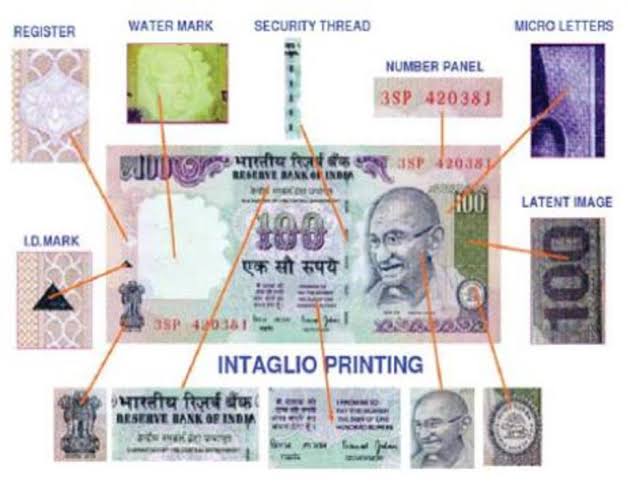 REGISTER
WATER MARK
SECURITY THREAD
MICRO LETTERS
NUMBER PANEL
3SP 420381
100
भारतीय रिज़र्व बैंक
RESERVE BANK OF INDIA
3SP 420381
100
100
एक सौ रुपये
LATENT IMAGE
100
I.D.MARK
3SP 420381
INTAGLIO PRINTING
भारतीय रिज़र्व बैंक
RESERVE BANK OF INDIA
I PROMISE TO
PAY THE BEARER
THE SUM OF ONE
HUNDRED RUPEES